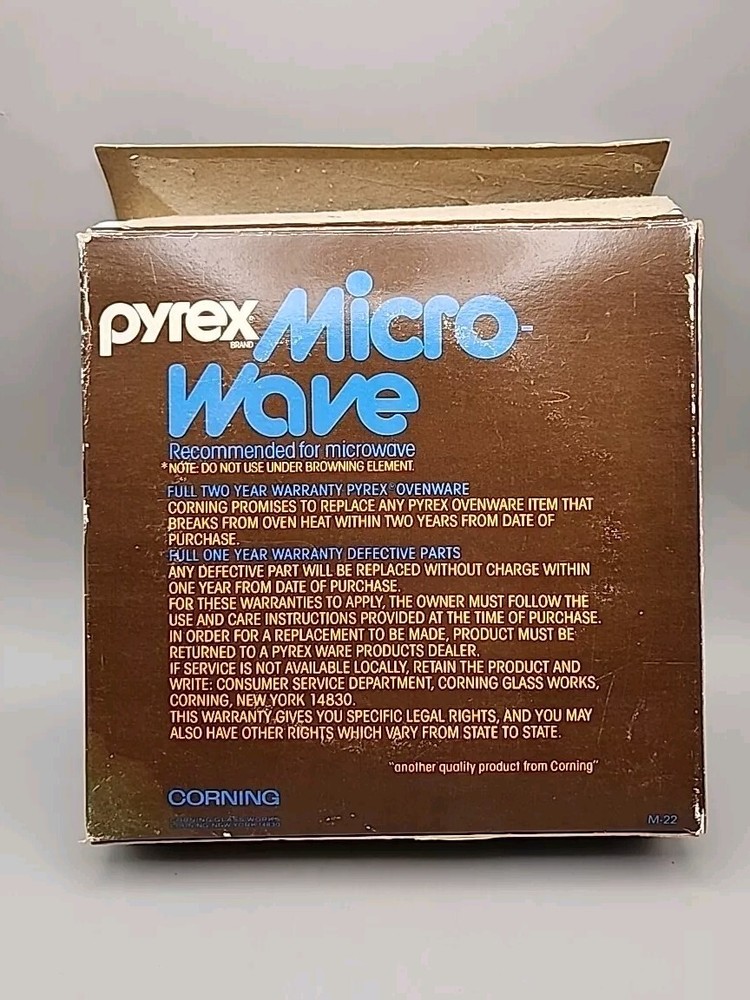 pyrex® Micro-
BRAND
Wave
Recommended for microwave
*NOTE: DO NOT USE UNDER BROWNING ELEMENT.
FULL TWO YEAR WARRANTY PYREX® OVENWARE
CORNING PROMISES TO REPLACE ANY PYREX OVENWARE ITEM THAT
BREAKS FROM OVEN HEAT WITHIN TWO YEARS FROM DATE OF
PURCHASE.
FULL ONE YEAR WARRANTY DEFECTIVE PARTS
ANY DEFECTIVE PART WILL BE REPLACED WITHOUT CHARGE WITHIN
ONE YEAR FROM DATE OF PURCHASE.
FOR THESE WARRANTIES TO APPLY, THE OWNER MUST FOLLOW THE
USE AND CARE INSTRUCTIONS PROVIDED AT THE TIME OF PURCHASE.
IN ORDER FOR A REPLACEMENT TO BE MADE, PRODUCT MUST BE
RETURNED TO A PYREX WARE PRODUCTS DEALER.
IF SERVICE IS NOT AVAILABLE LOCALLY, RETAIN THE PRODUCT AND
WRITE: CONSUMER SERVICE DEPARTMENT, CORNING GLASS WORKS,
CORNING, NEW YORK 14830.
THIS WARRANTY GIVES YOU SPECIFIC LEGAL RIGHTS, AND YOU MAY
ALSO HAVE OTHER RIGHTS WHICH VARY FROM STATE TO STATE.
"another quality product from Corning"
CORNING
CORNING GLASS WORKS
CORNING NEW YORK 14830
M-22